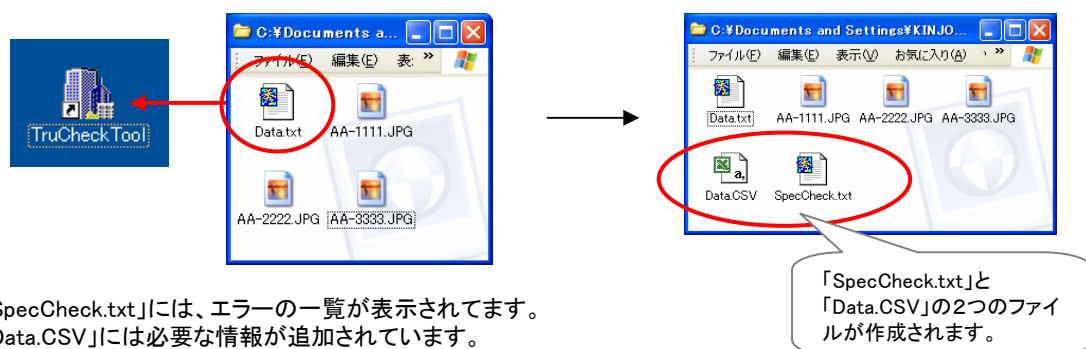 C:¥Documents a...
ファイル(F) 編集(E) 表: »
Data.txt AA-1111.JPG
AA-2222.JPG AA-3333.JPG
TruCheckTool
C:¥Documents and Settings¥KINJO...
ファイル(F) 編集(E) 表示(V) お気に入り(A) »
Data.txt AA-1111.JPG AA-2222.JPG AA-3333.JPG
a,
Data.CSV SpecCheck.txt
「SpecCheck.txt」と
「Data.CSV」の2つのファイ
ルが作成されます。
SpecCheck.txt」には、エラーの一覧が表示されてます。
Data.CSV」には必要な情報が追加されています。